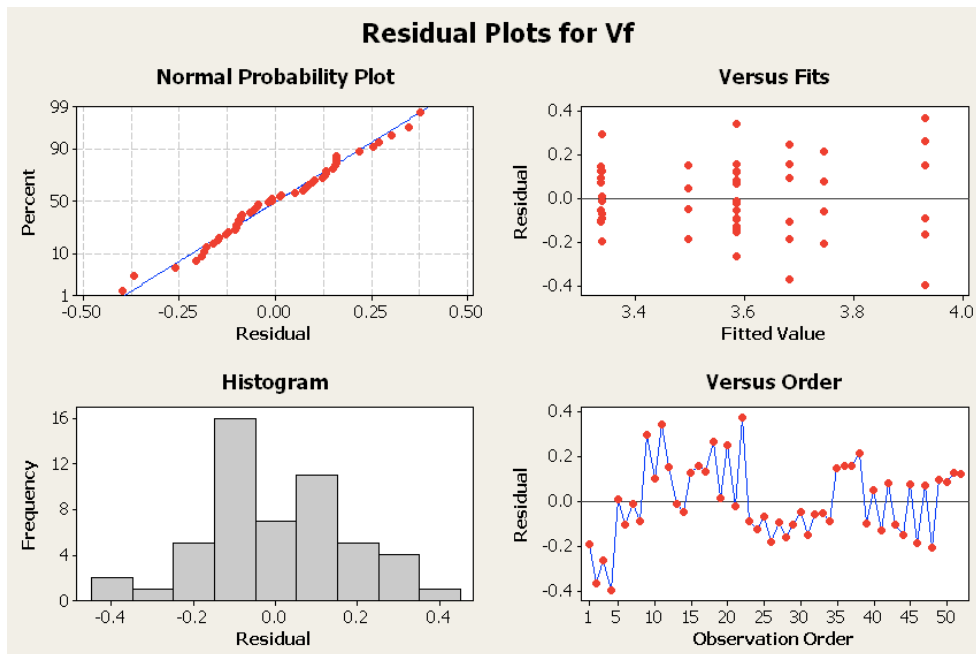 Residual Plots for Vf
Normal Probability Plot
99
90
50
10
1
Percent
-0.50 -0.25 0.00 0.25 0.50
Residual
Versus Fits
0.4
0.2
0.0
-0.2
-0.4
Residual
3.4 3.6 3.8 4.0
Fitted Value
Histogram
16
12
8
4
0
Frequency
-0.4 -0.2 0.0 0.2 0.4
Residual
Versus Order
0.4
0.2
0.0
-0.2
-0.4
Residual
1 5 10 15 20 25 30 35 40 45 50
Observation Order